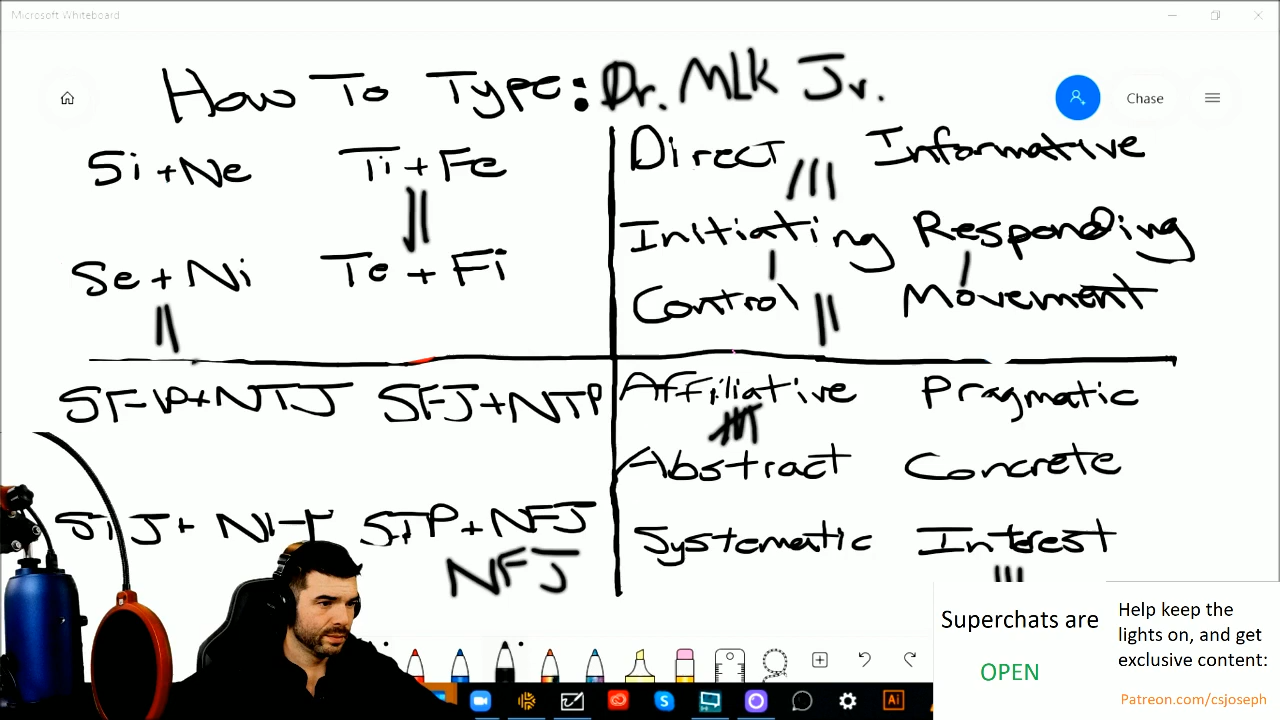 Microsoft Whiteboard
How To Type: Dr. MLK Jr.
Chase
Si + Ne Ti + Fe
Se + Ni Te + Fi
Direct Informative
Initiating Responding
Control Movement
SFP + NTJ SFJ + NTP
STP + NFJ
NFJ
Affiliative Pragmatic
Abstract Concrete
Systematic Interest
Superchats are
OPEN
Help keep the
lights on, and get
exclusive content:
Patreon.com/csjoseph
Ai